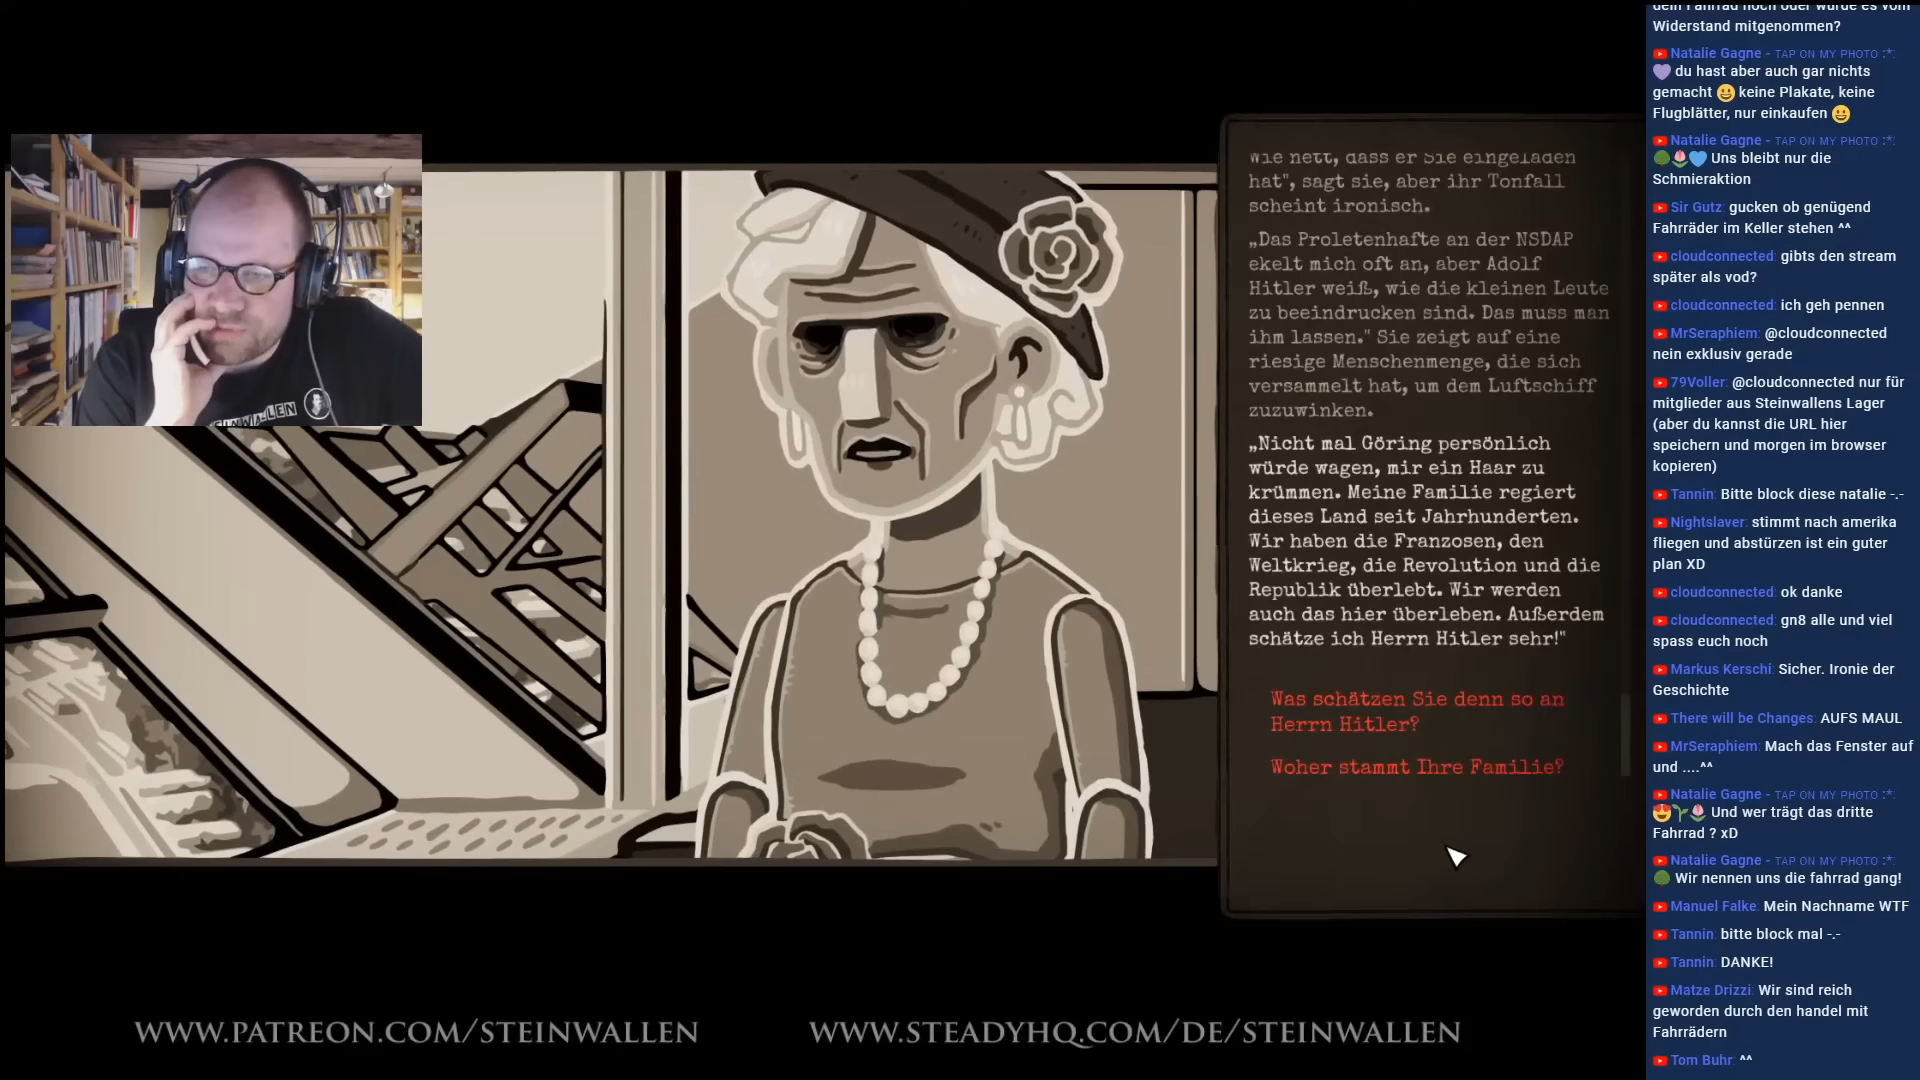 wie nett, dass er Sie eingeladen
hat", sagt sie, aber ihr Tonfall
scheint ironisch.
„Das Proletenhafte an der NSDAP
ekelt mich oft an, aber Adolf
Hitler weiß, wie die kleinen Leute
zu beeindrucken sind. Das muss man
ihm lassen." Sie zeigt auf eine
riesige Menschenmenge, die sich
versammelt hat, um dem Luftschiff
zuzuwinken.
„Nicht mal Göring persönlich
würde wagen, mir ein Haar zu
krümmen. Meine Familie regiert
dieses Land seit Jahrhunderten.
Wir haben die Franzosen, den
Weltkrieg, die Revolution und die
Republik überlebt. Wir werden
auch das hier überleben. Außerdem
schätze ich Herrn Hitler sehr!"
Was schätzen Sie denn so an
Herrn Hitler?
Woher stammt Ihre Familie?
STEINWALLEN
WWW.PATREON.COM/STEINWALLEN
WWW.STEADYHQ.COM/DE/STEINWALLEN
dein Fahrrad noch oder wurde es vom
Widerstand mitgenommen?
Natalie Gagne - TAP ON MY PHOTO :*:
💜 du hast aber auch gar nichts
gemacht 😀 keine Plakate, keine
Flugblätter, nur einkaufen 😀
Natalie Gagne - TAP ON MY PHOTO :*:
Uns bleibt nur die
Schmieraktion
Sir Gutz: gucken ob genügend
Fahrräder im Keller stehen ^^
cloudconnected: gibts den stream
später als vod?
cloudconnected: ich geh pennen
MrSeraphiem: @cloudconnected
nein exklusiv gerade
79Voller: @cloudconnected nur für
mitglieder aus Steinwallens Lager
(aber du kannst die URL hier
speichern und morgen im browser
kopieren)
Tannin: Bitte block diese natalie -.-
Nightslaver: stimmt nach amerika
fliegen und abstürzen ist ein guter
plan XD
cloudconnected: ok danke
cloudconnected: gn8 alle und viel
spass euch noch
Markus Kerschi: Sicher. Ironie der
Geschichte
There will be Changes: AUFS MAUL
MrSeraphiem: Mach das Fenster auf
und ....^^
Natalie Gagne - TAP ON MY PHOTO :*:
😍🌱🌷 Und wer trägt das dritte
Fahrrad ? xD
Natalie Gagne - TAP ON MY PHOTO :*:
Wir nennen uns die fahrrad gang!
Manuel Falke: Mein Nachname WTF
Tannin: bitte block mal -.-
Tannin: DANKE!
Matze Drizzi: Wir sind reich
geworden durch den handel mit
Fahrrädern
Tom Buhr: ^^